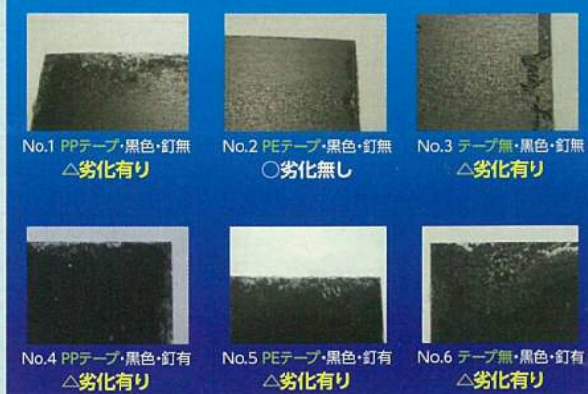 No.1 PPテープ・黒色・釘無
△劣化有り
No.2 PEテープ・黒色・釘無
○劣化無し
No.3 テープ無・黒色・釘無
△劣化有り
No.4 PPテープ・黒色・釘有
△劣化有り
No.5 PEテープ・黒色・釘有
△劣化有り
No.6 テープ無・黒色・釘有
△劣化有り